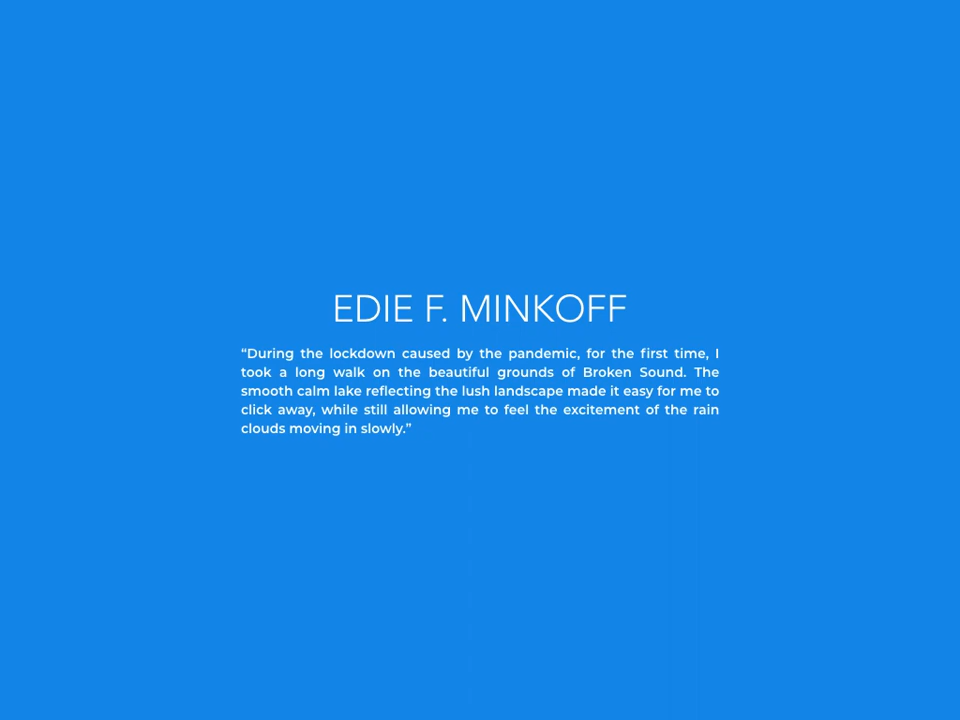 EDIE F. MINKOFF
“During the lockdown caused by the pandemic, for the first time, I
took a long walk on the beautiful grounds of Broken Sound. The
smooth calm lake reflecting the lush landscape made it easy for me to
click away, while still allowing me to feel the excitement of the rain
clouds moving in slowly.”